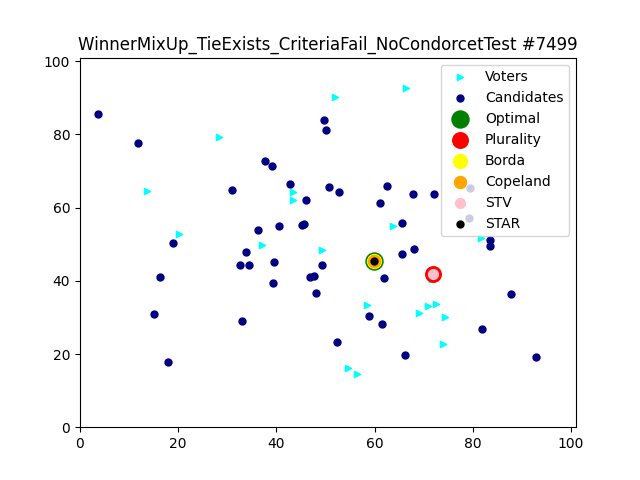 WinnerMixUp_TieExists_CriteriaFail_NoCondorcetTest #7499
100
80
60
40
20
0
0 20 40 60 80 100
Voters
Candidates
Optimal
Plurality
Borda
Copeland
STV
STAR